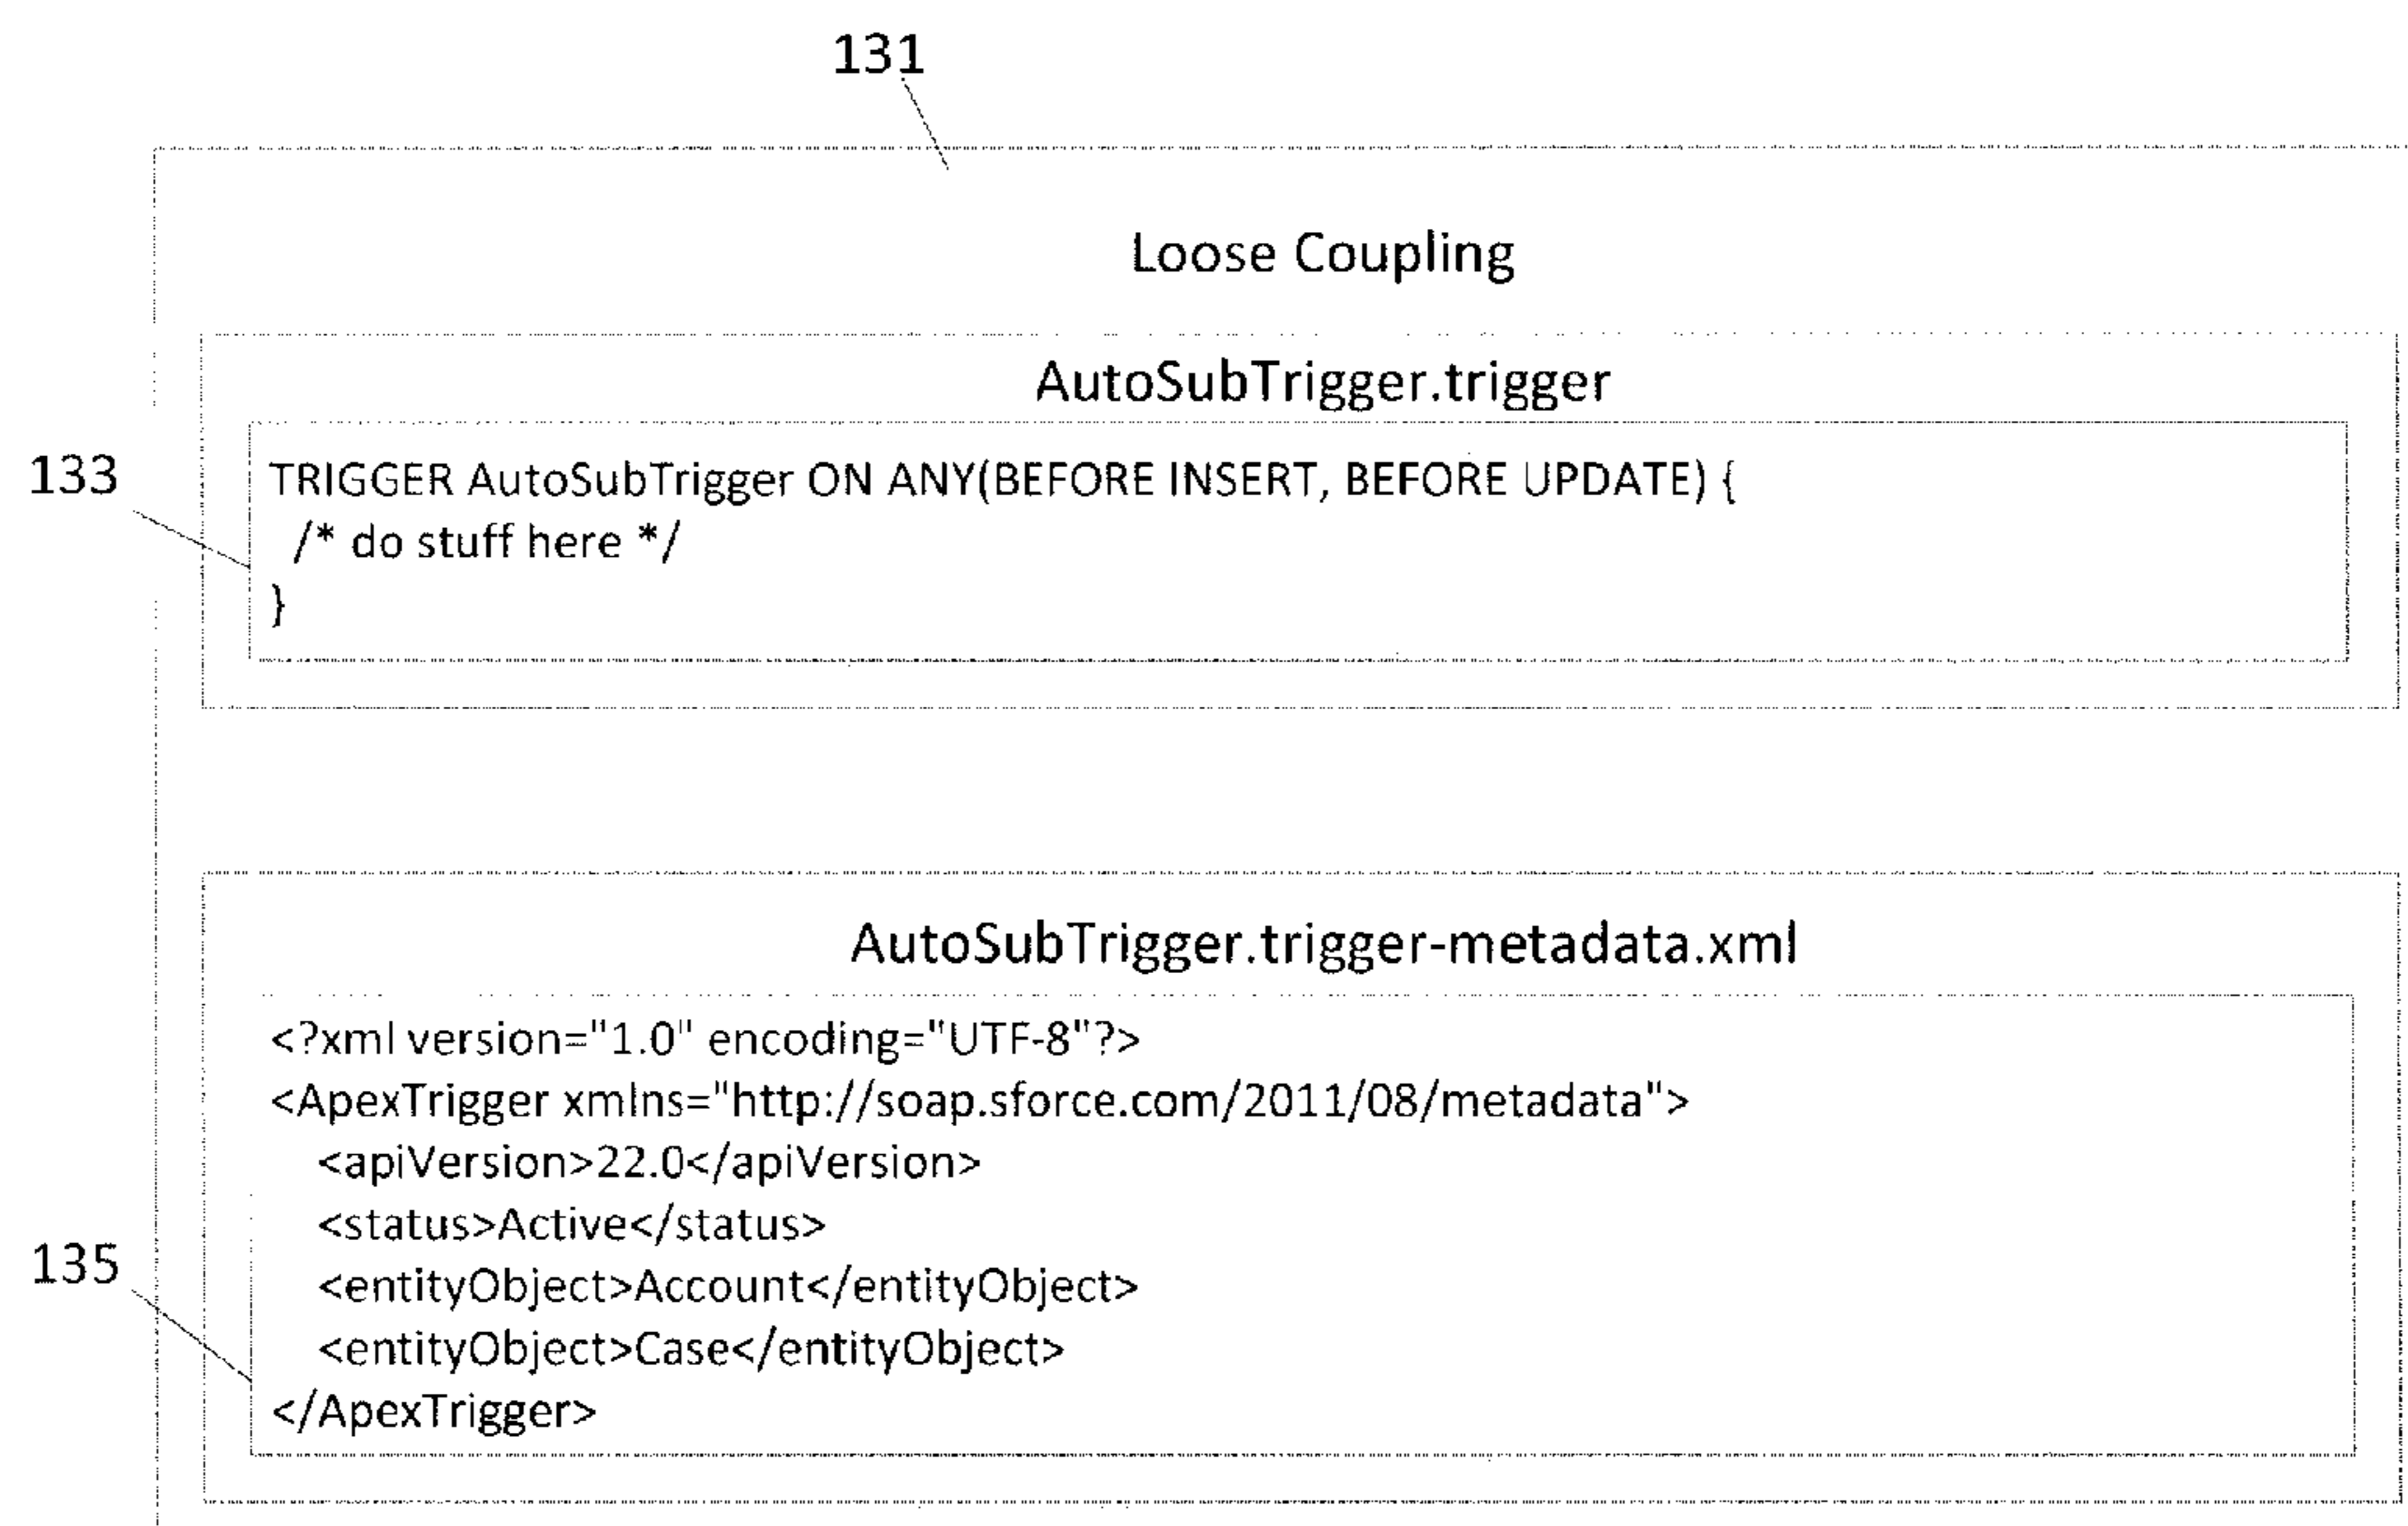 131
Loose Coupling
AutoSubTrigger.trigger
133
TRIGGER AutoSubTrigger ON ANY(BEFORE INSERT, BEFORE UPDATE) {
/* do stuff here */
}
AutoSubTrigger.trigger-metadata.xml
<?xml version="1.0" encoding="UTF-8"?>
<ApexTrigger xmlns="http://soap.sforce.com/2011/08/metadata">
<apiVersion>22.0</apiVersion>
<status>Active</status>
135
<entityObject>Account</entityObject>
<entityObject>Case</entityObject>
</ApexTrigger>